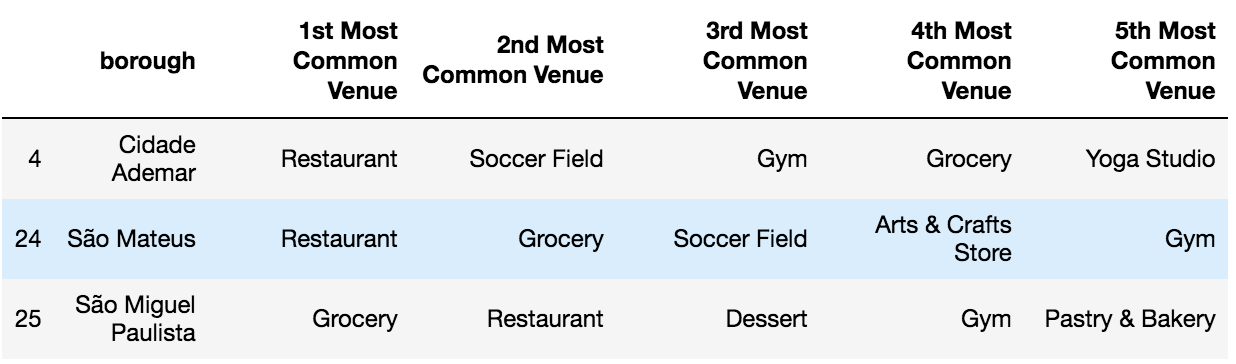 borough 1st Most Common Venue 2nd Most Common Venue 3rd Most Common Venue 4th Most Common Venue 5th Most Common Venue
4 Cidade Ademar Restaurant Soccer Field Gym Grocery Yoga Studio
24 São Mateus Restaurant Grocery Soccer Field Arts & Crafts Store Gym
25 São Miguel Paulista Grocery Restaurant Dessert Gym Pastry & Bakery